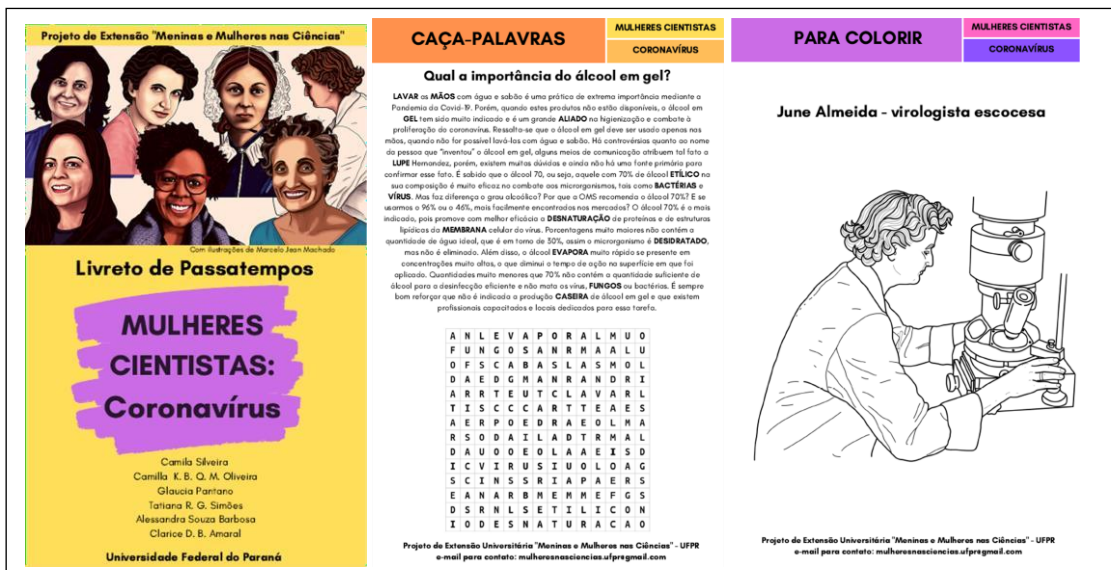 Projeto de Extensão "Meninas e Mulheres nas Ciências"
Com ilustrações de Marcelo Jean Machado
Livreto de Passatempos
MULHERES
CIENTISTAS:
Coronavírus
Camila Silveira
Camilla K. B. Q. M. Oliveira
Glaucia Pantano
Tatiana R. G. Simões
Alessandra Souza Barbosa
Clarice D. B. Amaral
Universidade Federal do Paraná
CAÇA-PALAVRAS
MULHERES CIENTISTAS
CORONAVÍRUS
Qual a importância do álcool em gel?
LAVAR as MÃOS com água e sabão é uma prática de extrema importância mediante a
Pandemia da Covid-19. Porém, quando estes produtos não estão disponíveis, o álcool em
GEL tem sido muito indicado e é um grande ALIADO na higienização e combate à
proliferação do coronavírus. Ressalta-se que o álcool em gel deve ser usado apenas nas
mãos, quando não for possível lavá-las com água e sabão. Há controvérsias quanto ao nome
da pessoa que "inventou" o álcool em gel, alguns meios de comunicação atribuem tal fato a
LUPE Hernandez, porém, existem muitas dúvidas e ainda não há uma fonte primária para
confirmar esse fato. É sabido que o álcool 70, ou seja, aquele com 70% de álcool ETÍLICO na
sua composição é muito eficaz no combate aos microrganismos, tais como BACTÉRIAS e
VÍRUS. Mas faz diferença o grau alcoólico? Por que a OMS recomenda o álcool 70%? E se
usarmos o 96% ou o 46%, mais facilmente encontrados nos mercados? O álcool 70% é o mais
indicado, pois promove com melhor eficácia a DESNATURAÇÃO de proteínas e de estruturas
lipídicas da MEMBRANA celular do vírus. Porcentagens muito maiores não contém a
quantidade de água ideal, que é em torno de 30%, assim o microrganismo é DESIDRATADO,
mas não é eliminado. Além disso, o álcool EVAPORA muito rápido se presente em
concentrações muito altas, o que diminui o tempo de ação na superfície em que foi
aplicado. Quantidades muito menores que 70% não contém a quantidade suficiente de
álcool para a desinfecção eficiente e não mata os vírus, FUNGOS ou bactérias. É sempre
bom reforçar que não é indicada a produção CASEIRA de álcool em gel e que existem
profissionais capacitados e locais dedicados para essa tarefa.
A N L E V A P O R A L M U O
F U N G O S A N R M A A L U
O F S C A B A S L A S M O L
D A E D G M A N R A N D R I
A R R T E U T C L A V A R L
T I S C C C A R T T E A E S
A E R P O E D R A E O L M A
R S O D A I L A D T R M A L
D A U O O E O L A A E I S D
I C V I R U S I U O L O A G
S C I N S S R I A P A E R S
E A N A R B M E M M E F G S
D S R N L S E T I L I C O N
I O D E S N A T U R A C A O
Projeto de Extensão Universitária "Meninas e Mulheres nas Ciências" - UFPR
e-mail para contato: mulheresnasciencias.ufpr@gmail.com
PARA COLORIR
MULHERES CIENTISTAS
CORONAVÍRUS
June Almeida - virologista escocesa
Projeto de Extensão Universitária "Meninas e Mulheres nas Ciências" - UFPR
e-mail para contato: mulheresnasciencias.ufpr@gmail.com